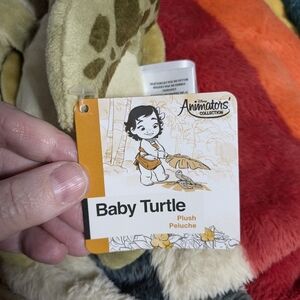 Disney
Animators'
COLLECTION
Baby Turtle
Plush
Peluche